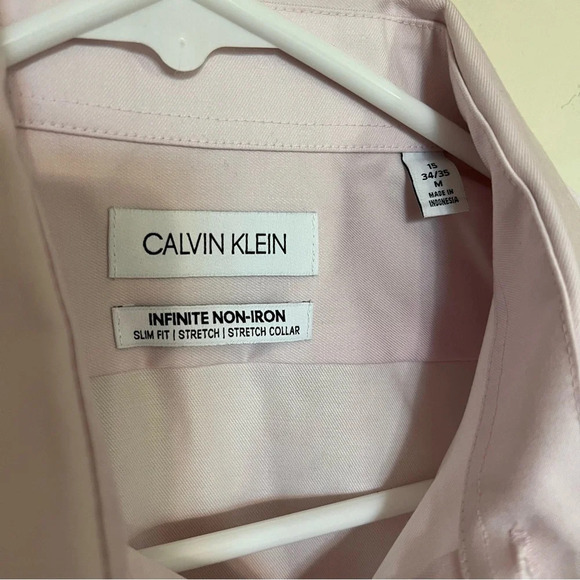 CALVIN KLEIN
INFINITE NON-IRON
SLIM FIT | STRETCH | STRETCH COLLAR
15
34/35
M
MADE IN
INDONESIA